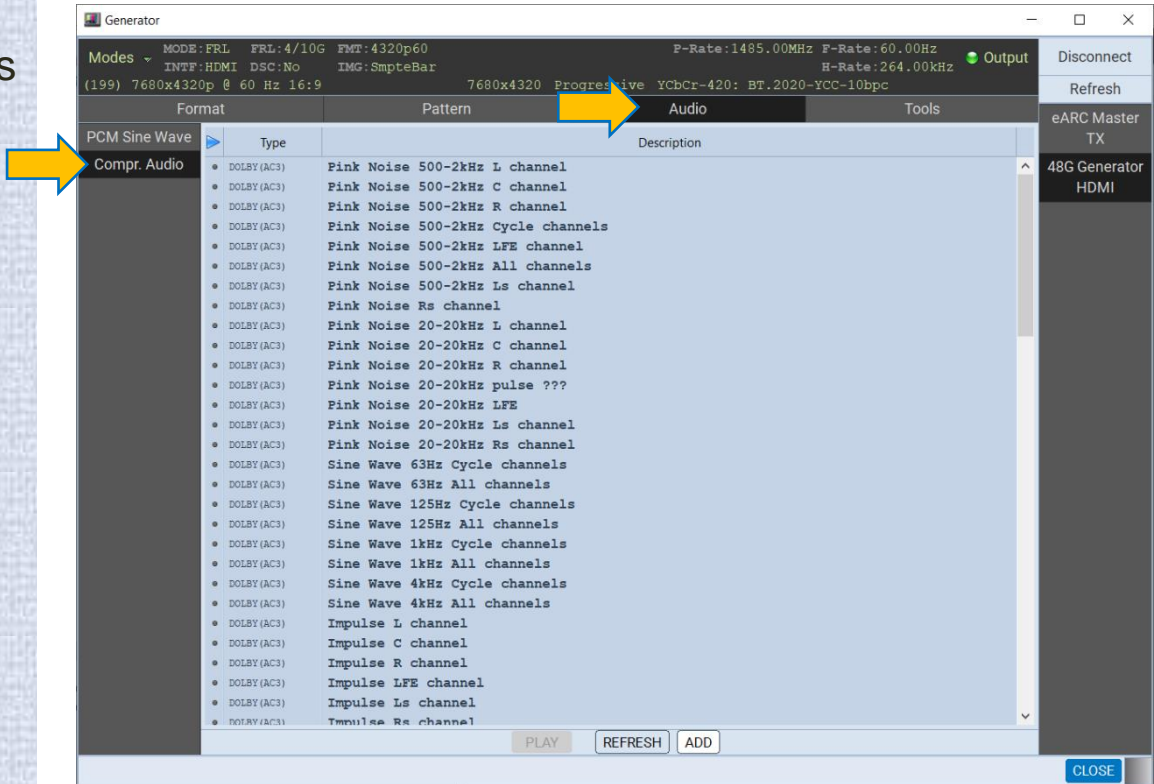 s
Generator
Modes MODE:FRL FRL:4/10G FMT:4320p60 P-Rate:1485.00MHz F-Rate:60.00Hz Output
INTF:HDMI DSC:No IMG:SmpteBar H-Rate:264.00kHz
(199) 7680x4320p @ 60 Hz 16:9 7680x4320 Progressive YCbCr-420: BT.2020-YCC-10bpc
Disconnect
Refresh
eARC Master
TX
48G Generator
HDMI
Format Pattern Audio Tools
PCM Sine Wave
Compr. Audio
Type Description
DOLBY(AC3) Pink Noise 500-2kHz L channel
DOLBY(AC3) Pink Noise 500-2kHz C channel
DOLBY(AC3) Pink Noise 500-2kHz R channel
DOLBY(AC3) Pink Noise 500-2kHz Cycle channels
DOLBY(AC3) Pink Noise 500-2kHz LFE channel
DOLBY(AC3) Pink Noise 500-2kHz All channels
DOLBY(AC3) Pink Noise 500-2kHz Ls channel
DOLBY(AC3) Pink Noise Rs channel
DOLBY(AC3) Pink Noise 20-20kHz L channel
DOLBY(AC3) Pink Noise 20-20kHz C channel
DOLBY(AC3) Pink Noise 20-20kHz R channel
DOLBY(AC3) Pink Noise 20-20kHz pulse ???
DOLBY(AC3) Pink Noise 20-20kHz LFE
DOLBY(AC3) Pink Noise 20-20kHz Ls channel
DOLBY(AC3) Pink Noise 20-20kHz Rs channel
DOLBY(AC3) Sine Wave 63Hz Cycle channels
DOLBY(AC3) Sine Wave 63Hz All channels
DOLBY(AC3) Sine Wave 125Hz Cycle channels
DOLBY(AC3) Sine Wave 125Hz All channels
DOLBY(AC3) Sine Wave 1kHz Cycle channels
DOLBY(AC3) Sine Wave 1kHz All channels
DOLBY(AC3) Sine Wave 4kHz Cycle channels
DOLBY(AC3) Sine Wave 4kHz All channels
DOLBY(AC3) Impulse L channel
DOLBY(AC3) Impulse C channel
DOLBY(AC3) Impulse R channel
DOLBY(AC3) Impulse LFE channel
DOLBY(AC3) Impulse Ls channel
DOLBY(AC3) Impulse Rs channel
PLAY REFRESH ADD
CLOSE